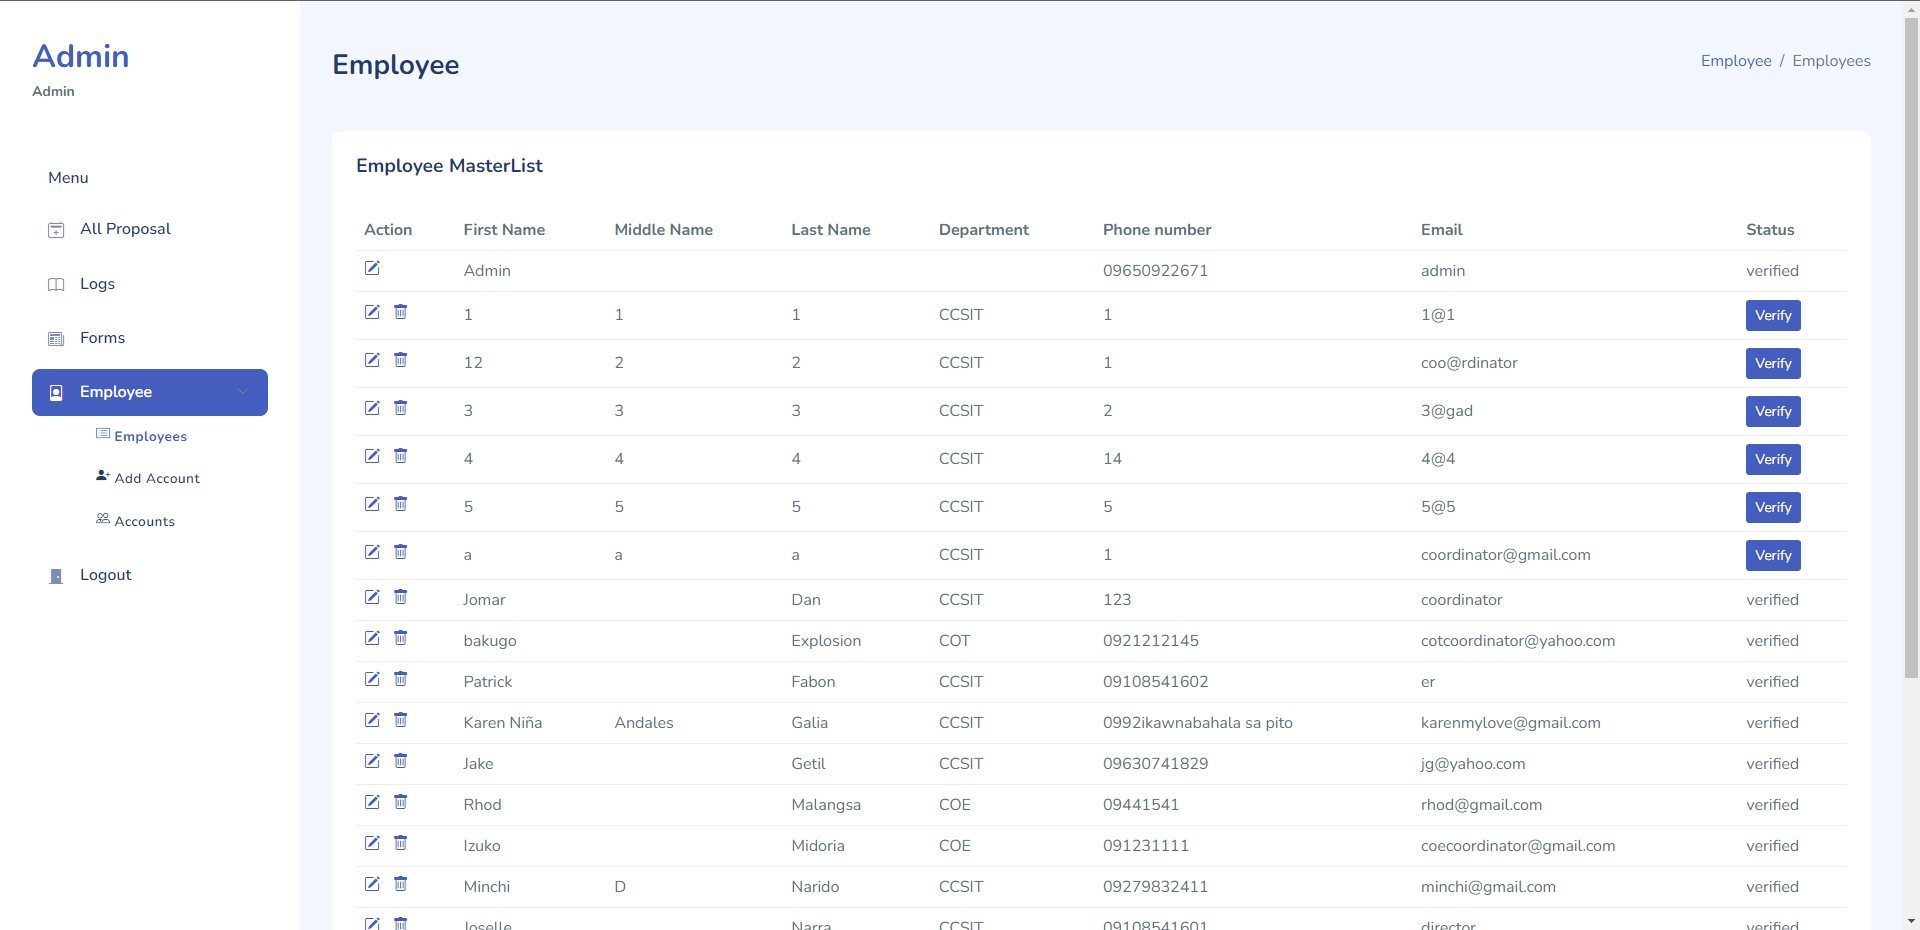 Admin
Admin
Menu
All Proposal
Logs
Forms
Employee
Employees
Add Account
Accounts
Logout
Employee
Employee / Employees
Employee MasterList
Action First Name Middle Name Last Name Department Phone number Email Status
Admin 09650922671 admin verified
1 1 1 CCSIT 1 1@1 Verify
12 2 2 CCSIT 1 coo@rdinator Verify
3 3 3 CCSIT 2 3@gad Verify
4 4 4 CCSIT 14 4@4 Verify
5 5 5 CCSIT 5 5@5 Verify
a a a CCSIT 1 coordinator@gmail.com Verify
Jomar Dan CCSIT 123 coordinator verified
bakugo Explosion COT 0921212145 cotcoordinator@yahoo.com verified
Patrick Fabon CCSIT 09108541602 er verified
Karen Niña Andales Galia CCSIT 0992ikawnabahala sa pito karenmylove@gmail.com verified
Jake Getil CCSIT 09630741829 jg@yahoo.com verified
Rhod Malangsa COE 09441541 rhod@gmail.com verified
Izuko Midoria COE 091231111 coecoordinator@gmail.com verified
Minchi D Narido CCSIT 09279832411 minchi@gmail.com verified
Joselle Narra CCSIT 09108541601 director verified